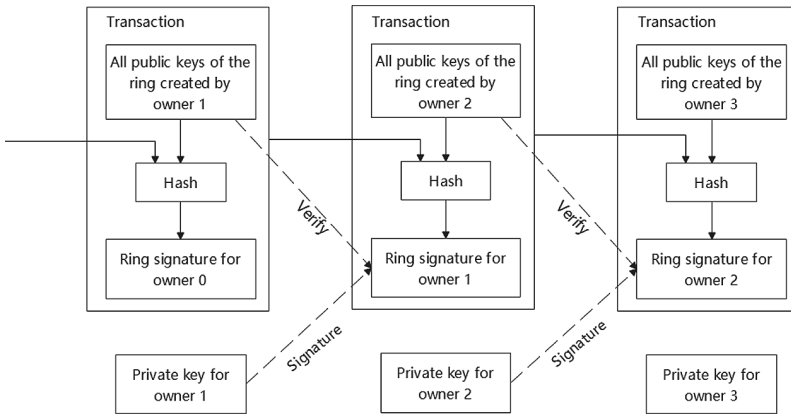 Transaction
All public keys of the
ring created by
owner 1
Hash
Ring signature for
owner 0
Transaction
All public keys of the
ring created by
owner 2
Hash
Ring signature for
owner 1
Transaction
All public keys of the
ring created by
owner 3
Hash
Ring signature for
owner 2
Verify
Verify
Signature
Signature
Private key for
owner 1
Private key for
owner 2
Private key for
owner 3